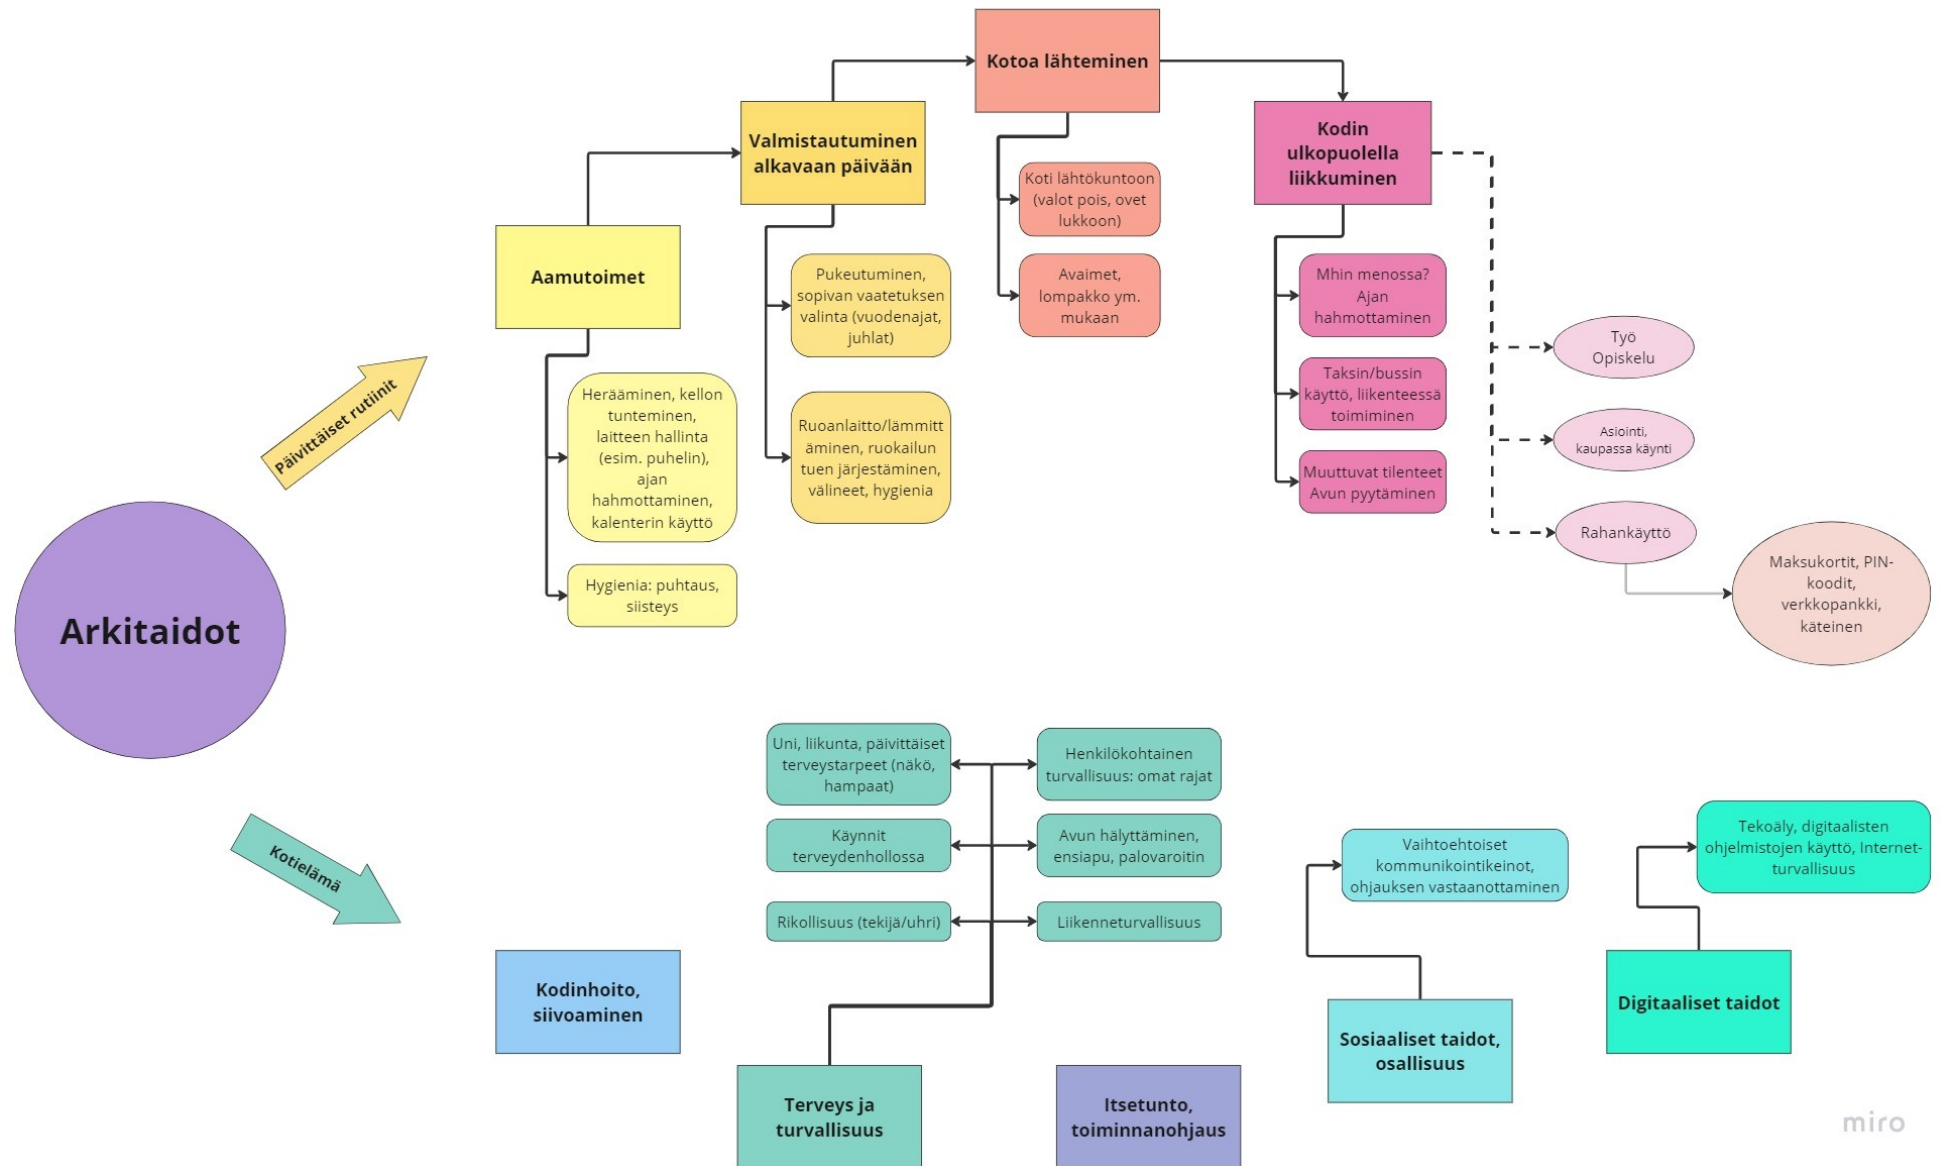 Kotoa lähteminen
Valmistautuminen
alkavaan päivään
Kodin
ulkopuolella
liikkuminen
Aamutoimet
Koti lähtökuntoon
(valot pois, ovet
lukkoon)
Avaimet,
lompakko ym.
mukaan
Pukeutuminen,
sopivan vaatetuksen
valinta (vuodenajat,
juhlat)
Ruoanlaitto/lämmitt
äminen, ruokailun
tuen järjestäminen,
välineet, hygienia
Mhin menossa?
Ajan
hahmottaminen
Taksin/bussin
käyttö, liikenteessä
toimiminen
Muuttuvat tilenteet
Avun pyytäminen
Työ
Opiskelu
Asiointi,
kaupassa käynti
Rahankäyttö
Maksukortit, PIN-
koodit,
verkkopankki,
käteinen
Herääminen, kellon
tunteminen,
laitteen hallinta
(esim. puhelin),
ajan
hahmottaminen,
kalenterin käyttö
Hygienia: puhtaus,
siisteys
Päivittäiset rutiinit
Arkitaidot
Kotielämä
Uni, liikunta, päivittäiset
terveystarpeet (näkö,
hampaat)
Henkilökohtainen
turvallisuus: omat rajat
Käynnit
terveydenhollossa
Avun hälyttäminen,
ensiapu, palovaroitin
Rikollisuus (tekijä/uhri)
Liikenneturvallisuus
Vaihtoehtoiset
kommunikointikeinot,
ohjauksen vastaanottaminen
Tekoäly, digitaalisten
ohjelmistojen käyttö, Internet-
turvallisuus
Kodinhoito,
siivoaminen
Terveys ja
turvallisuus
Itsetunto,
toiminnanohjaus
Sosiaaliset taidot,
osallisuus
Digitaaliset taidot
miro